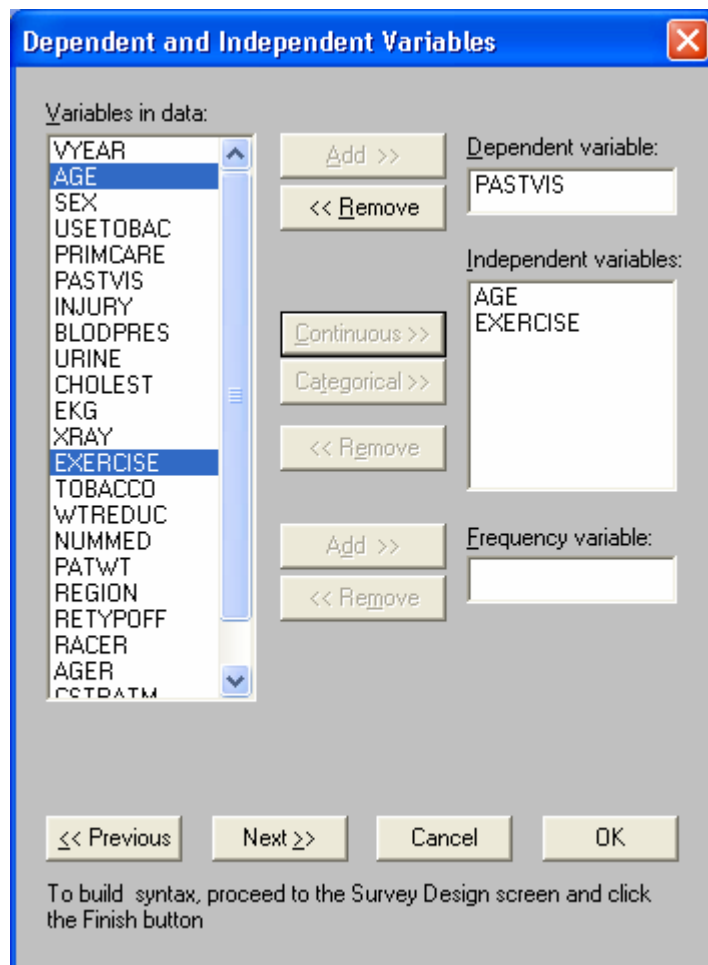 Dependent and Independent Variables
Variables in data:
VYEAR
AGE
SEX
USETOBAC
PRIMCARE
PASTVIS
INJURY
BLODPRES
URINE
CHOLEST
EKG
XRAY
EXERCISE
TOBACCO
WTREDUC
NUMMED
PATWT
REGION
RETYPOFF
RACER
AGER
CSTRATM
Add >>
<< Remove
Dependent variable:
PASTVIS
Continuous >>
Categorical >>
<< Remove
Independent variables:
AGE
EXERCISE
Add >>
<< Remove
Frequency variable:
<< Previous
Next >>
Cancel
OK
To build syntax, proceed to the Survey Design screen and click
the Finish button